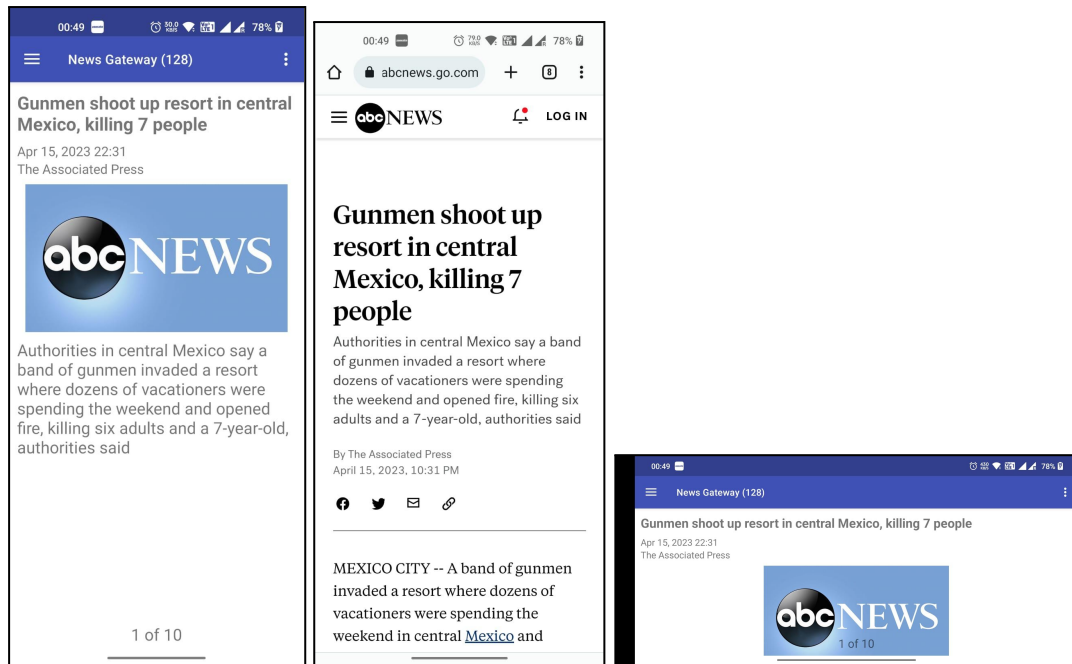 00:49
78%
News Gateway (128)
Gunmen shoot up resort in central
Mexico, killing 7 people
Apr 15, 2023 22:31
The Associated Press
abc NEWS
Authorities in central Mexico say a
band of gunmen invaded a resort
where dozens of vacationers were
spending the weekend and opened
fire, killing six adults and a 7-year-old,
authorities said
1 of 10
00:49
78%
abcnews.go.com
8
abc NEWS
LOG IN
Gunmen shoot up
resort in central
Mexico, killing 7
people
Authorities in central Mexico say a band
of gunmen invaded a resort where
dozens of vacationers were spending
the weekend and opened fire, killing six
adults and a 7-year-old, authorities said
By The Associated Press
April 15, 2023, 10:31 PM
MEXICO CITY -- A band of gunmen
invaded a resort where dozens of
vacationers were spending the
weekend in central Mexico and
00:49
78%
News Gateway (128)
Gunmen shoot up resort in central Mexico, killing 7 people
Apr 15, 2023 22:31
The Associated Press
abc NEWS
1 of 10